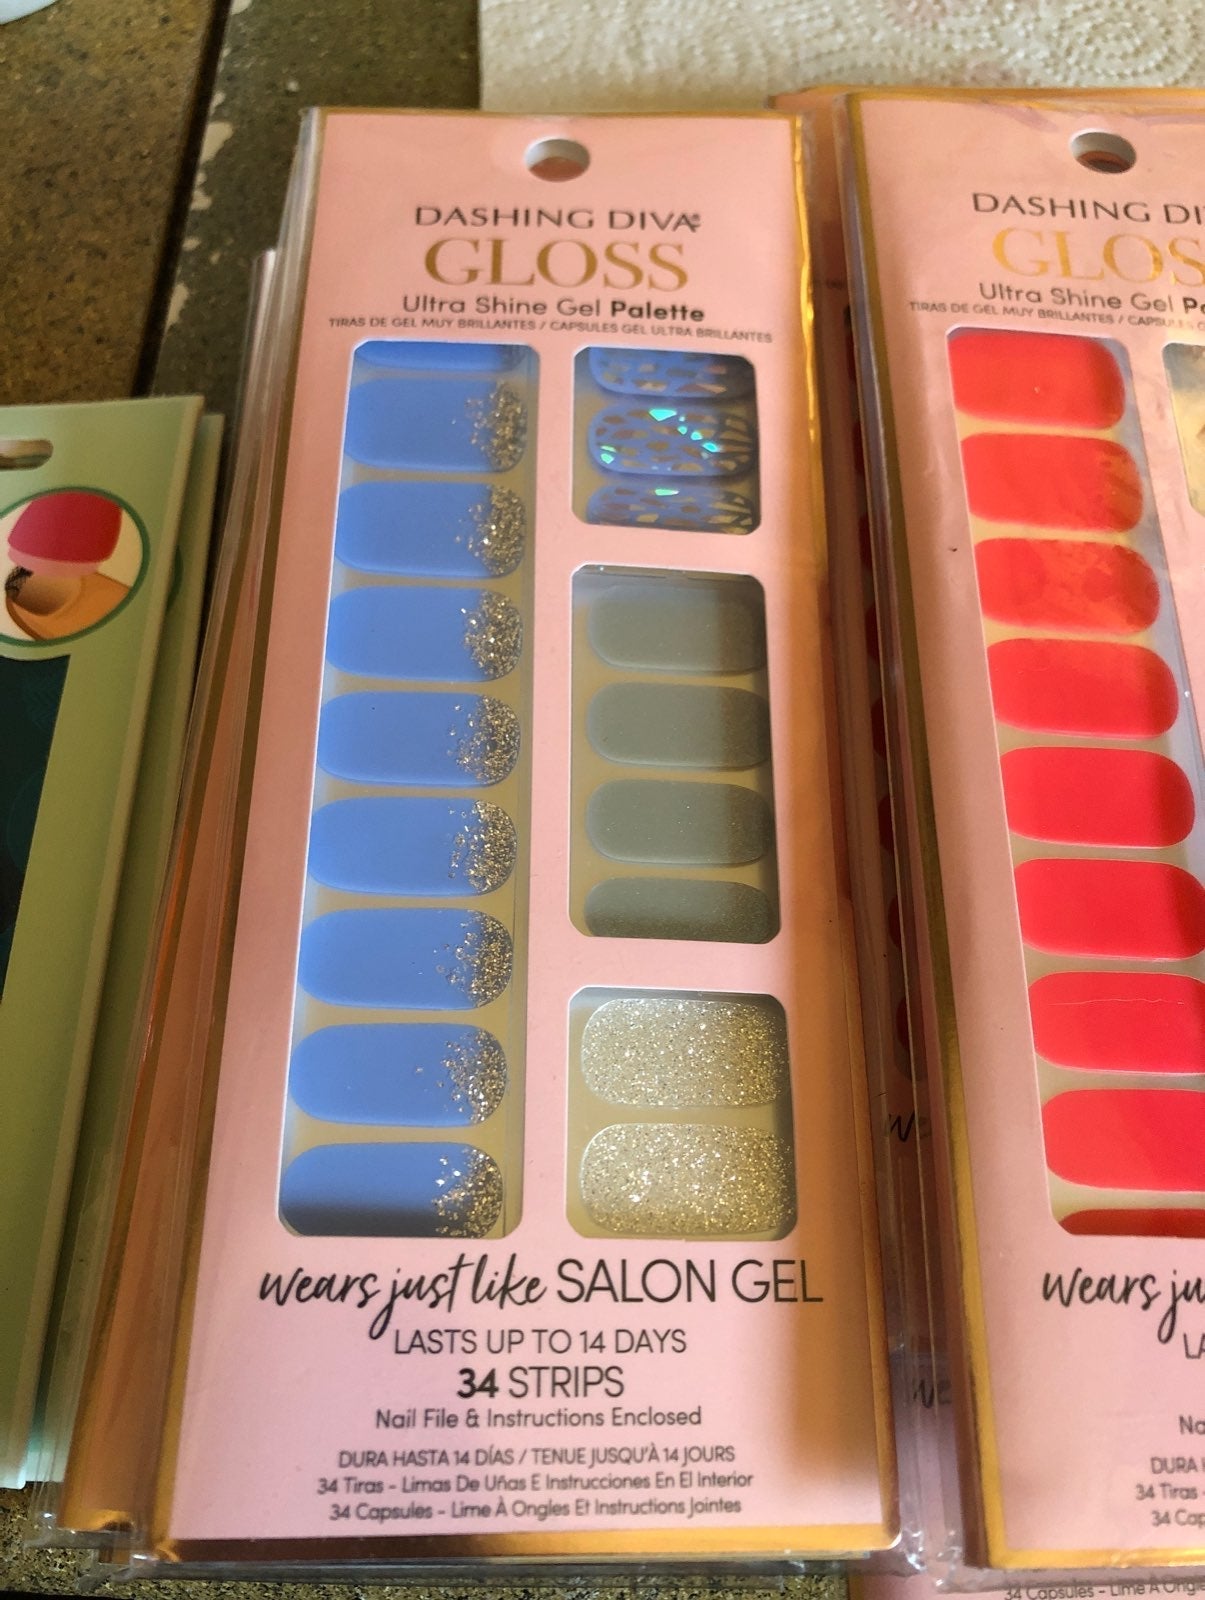 DASHING DIVA®
GLOSS
Ultra Shine Gel Palette
TIRAS DE GEL MUY BRILLANTES / CAPSULES GEL ULTRA BRILLANTES
wears just like SALON GEL
LASTS UP TO 14 DAYS
34 STRIPS
Nail File & Instructions Enclosed
DURA HASTA 14 DÍAS / TENUE JUSQU'À 14 JOURS
34 Tiras - Limas De Uñas E Instrucciones En El Interior
34 Capsules - Lime À Ongles Et Instructions Jointes
DASHING DI
GLOS
Ultra Shine Gel P
TIRAS DE GEL MUY BRILLANTES / CAPSULES
wears ju
LA
Na
DURA
34 Tiras
34 Cap
we
we
34 Capsules - Lime À Ongle